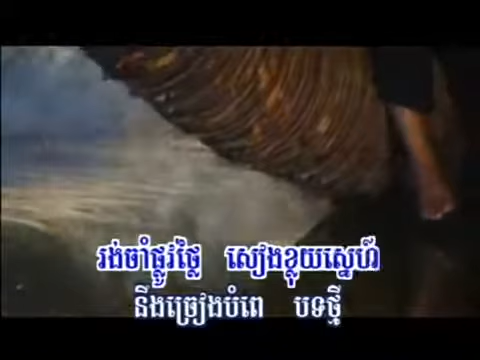 រង់ចាំផ្លូវថ្លៃ សៀងខ្លុយស្នេហ៍
នឹងច្រៀងបំពេ បទថ្មី